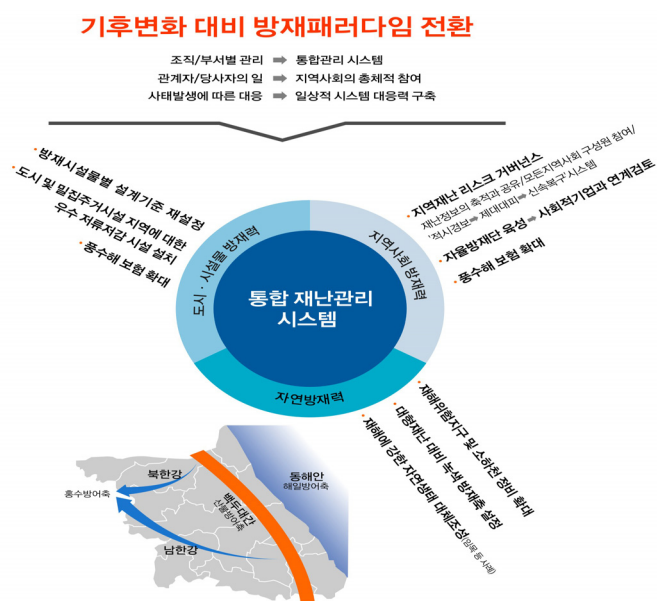 기후변화 대비 방재패러다임 전환
조직/부서별 관리 ➡ 통합관리 시스템
관계자/당사자의 일 ➡ 지역사회의 총체적 참여
사태발생에 따른 대응 ➡ 일상적 시스템 대응력 구축
• 방재시설물별 설계기준 재설정
• 도시 및 밀집주거시설 지역에 대한
우수 저류저감 시설 설치
• 풍수해 보험 확대
• 지역재난 리스크 거버넌스
재난정보의 축적과 공유/모든지역사회 구성원 참여/
'적시경보 ➡ 제대대피 ➡ 신속복구'시스템
• 자율방재단 육성 ➡ 사회적기업과 연계검토
• 풍수해 보험 확대
도시·시설물 방재력
지역사회 방재력
통합 재난관리
시스템
자연방재력
• 재해위험지구 및 소하천 정비 확대
• 대형재난 대비 녹색 방재축 설정
• 재해에 강한 자연생태 대체조성(임목 등 사례)
북한강
홍수방어축
남한강
백두대간
산불방어축
동해안
해일방어축